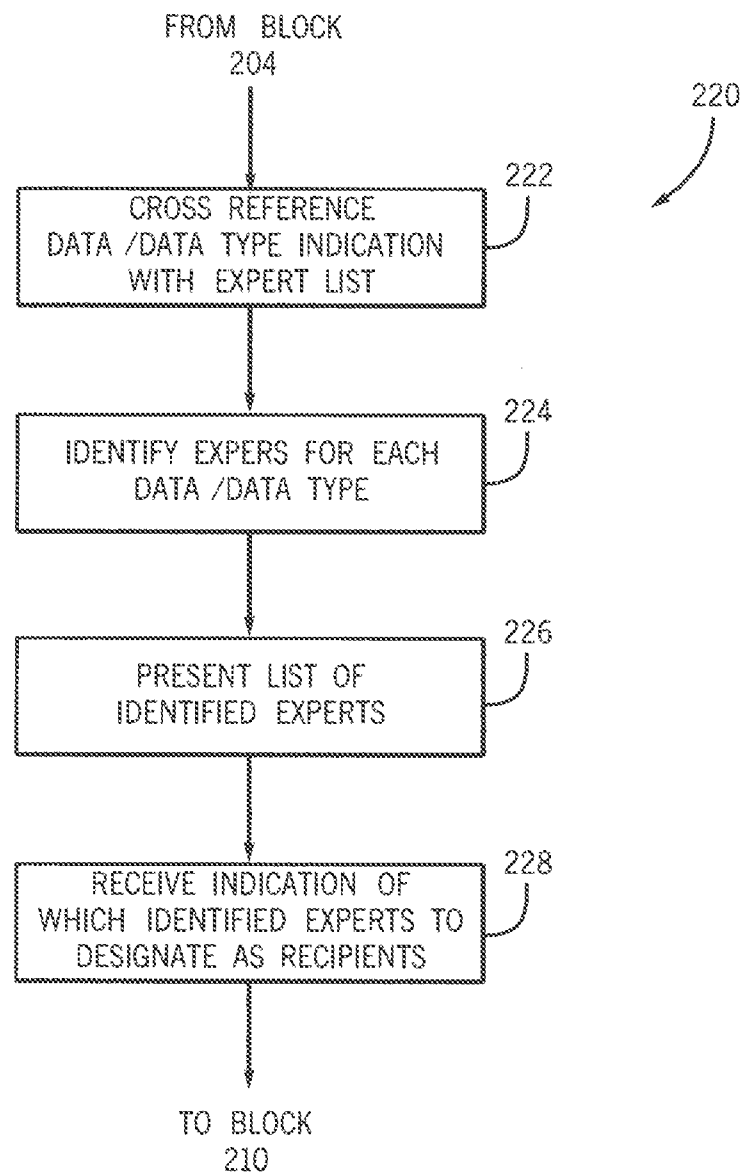 FROM BLOCK
204
220
222
CROSS REFERENCE
DATA /DATA TYPE INDICATION
WITH EXPERT LIST
224
IDENTIFY EXPERS FOR EACH
DATA /DATA TYPE
226
PRESENT LIST OF
IDENTIFIED EXPERTS
228
RECEIVE INDICATION OF
WHICH IDENTIFIED EXPERTS TO
DESIGNATE AS RECIPIENTS
TO BLOCK
210